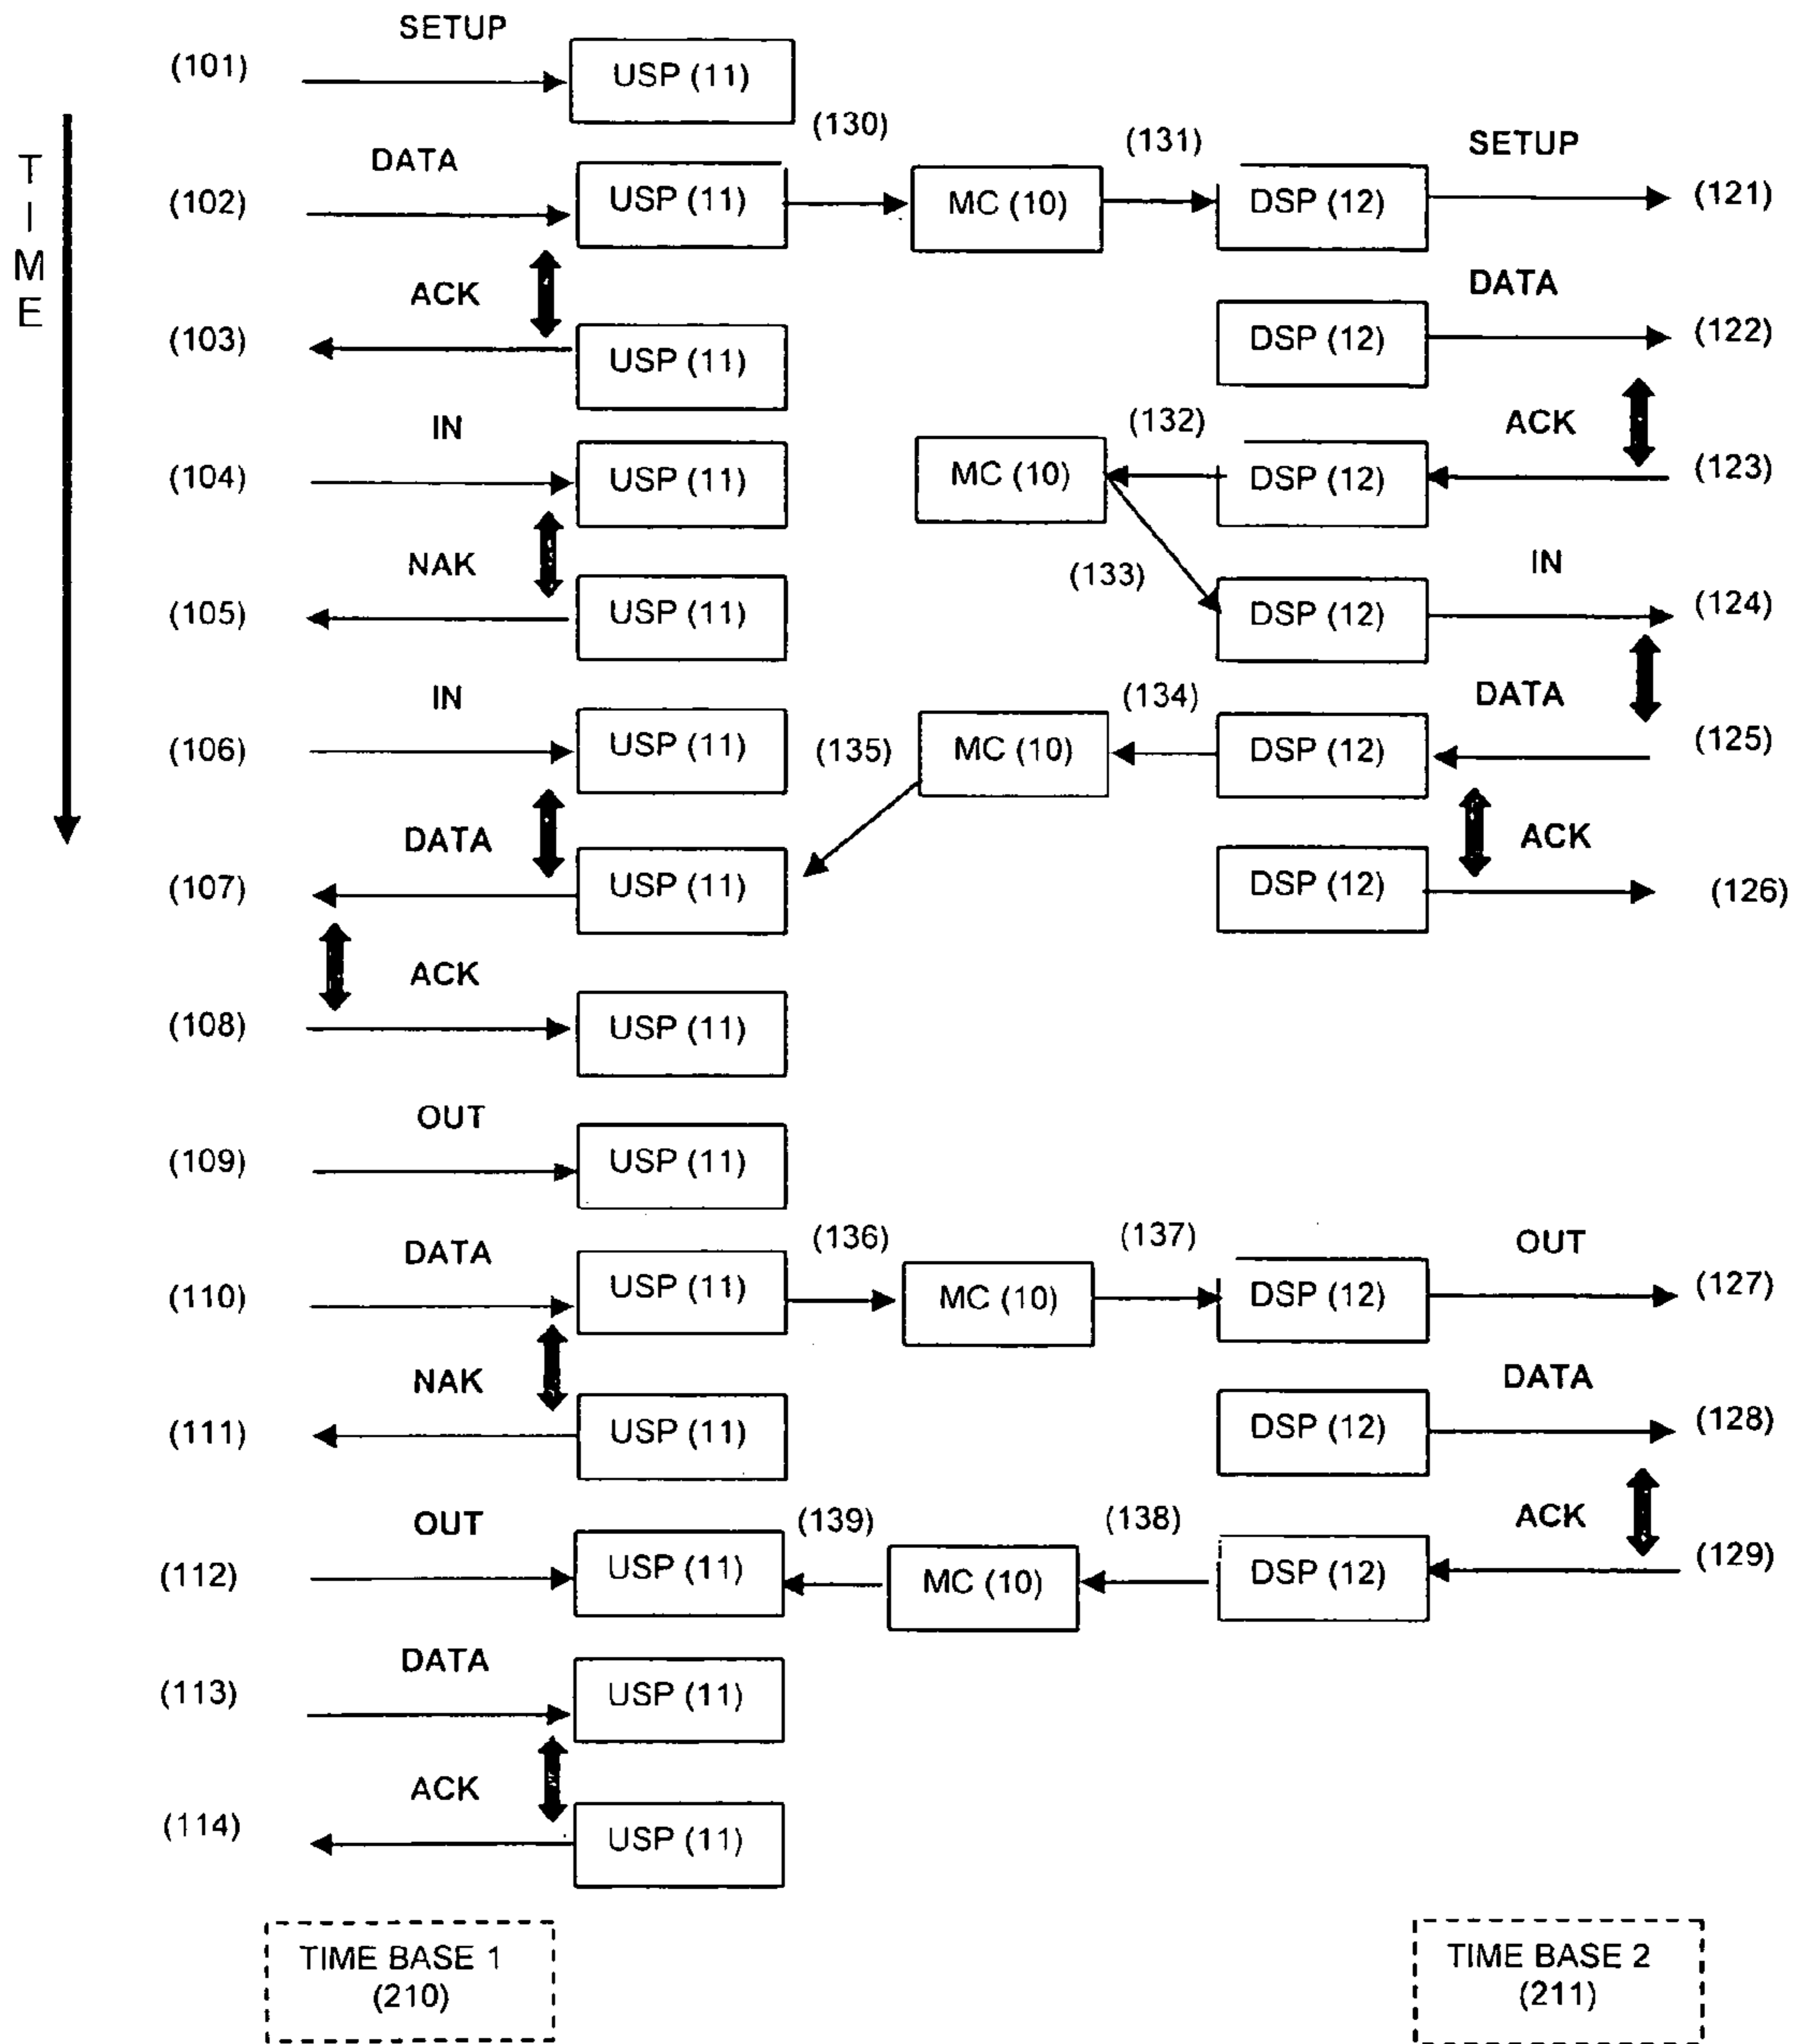 SETUP
(101) USP (11)
TIME
(130) (131) SETUP
DATA
(102) USP (11) MC (10) DSP (12) (121)
ACK DATA
(103) USP (11) DSP (12) (122)
IN (132) ACK
(104) USP (11) MC (10) DSP (12) (123)
NAK (133) IN
(105) USP (11) DSP (12) (124)
IN (134) DATA
(106) USP (11) (135) MC (10) DSP (12) (125)
DATA ACK
(107) USP (11) DSP (12) (126)
ACK
(108) USP (11)
OUT
(109) USP (11)
DATA (136) (137) OUT
(110) USP (11) MC (10) DSP (12) (127)
NAK DATA
(111) USP (11) DSP (12) (128)
OUT (139) (138) ACK
(112) USP (11) MC (10) DSP (12) (129)
DATA
(113) USP (11)
ACK
(114) USP (11)
TIME BASE 1
(210)
TIME BASE 2
(211)